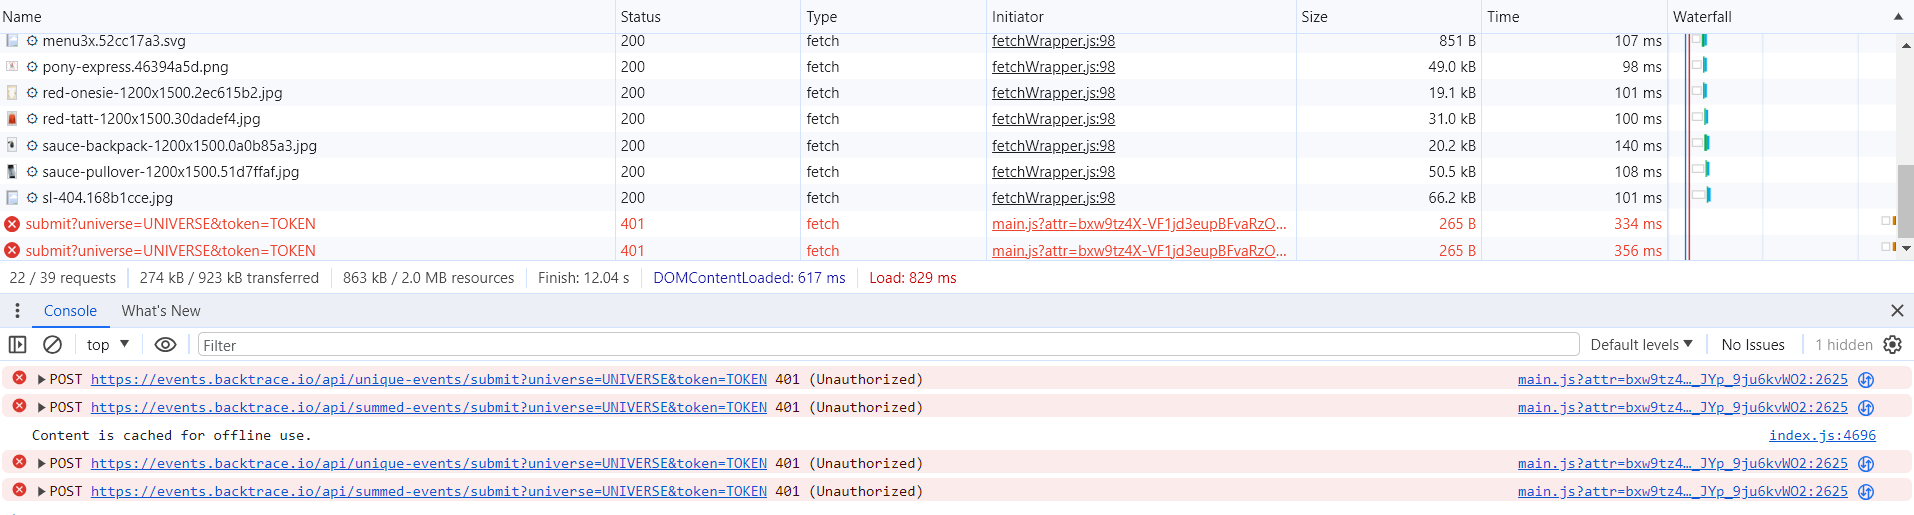 Name Status Type Initiator Size Time Waterfall
menu3x.52cc17a3.svg 200 fetch fetchWrapper.js:98 851 B 107 ms
pony-express.46394a5d.png 200 fetch fetchWrapper.js:98 49.0 kB 98 ms
red-onesie-1200x1500.2ec615b2.jpg 200 fetch fetchWrapper.js:98 19.1 kB 101 ms
red-tatt-1200x1500.30dadef4.jpg 200 fetch fetchWrapper.js:98 31.0 kB 100 ms
sauce-backpack-1200x1500.0a0b85a3.jpg 200 fetch fetchWrapper.js:98 20.2 kB 140 ms
sauce-pullover-1200x1500.51d7ffaf.jpg 200 fetch fetchWrapper.js:98 50.5 kB 108 ms
sl-404.168b1cce.jpg 200 fetch fetchWrapper.js:98 66.2 kB 101 ms
submit?universe=UNIVERSE&token=TOKEN 401 fetch main.js?attr=bxw9tz4X-VF1jd3eupBFvaRzO... 265 B 334 ms
submit?universe=UNIVERSE&token=TOKEN 401 fetch main.js?attr=bxw9tz4X-VF1jd3eupBFvaRzO... 265 B 356 ms
22 / 39 requests 274 kB / 923 kB transferred 863 kB / 2.0 MB resources Finish: 12.04 s DOMContentLoaded: 617 ms Load: 829 ms
Console What's New
top Filter Default levels No Issues 1 hidden
POST https://events.backtrace.io/api/unique-events/submit?universe=UNIVERSE&token=TOKEN 401 (Unauthorized) main.js?attr=bxw9tz4…_JYp_9ju6kvWO2:2625
POST https://events.backtrace.io/api/summed-events/submit?universe=UNIVERSE&token=TOKEN 401 (Unauthorized) main.js?attr=bxw9tz4…_JYp_9ju6kvWO2:2625
Content is cached for offline use. index.js:4696
POST https://events.backtrace.io/api/unique-events/submit?universe=UNIVERSE&token=TOKEN 401 (Unauthorized) main.js?attr=bxw9tz4…_JYp_9ju6kvWO2:2625
POST https://events.backtrace.io/api/summed-events/submit?universe=UNIVERSE&token=TOKEN 401 (Unauthorized) main.js?attr=bxw9tz4…_JYp_9ju6kvWO2:2625